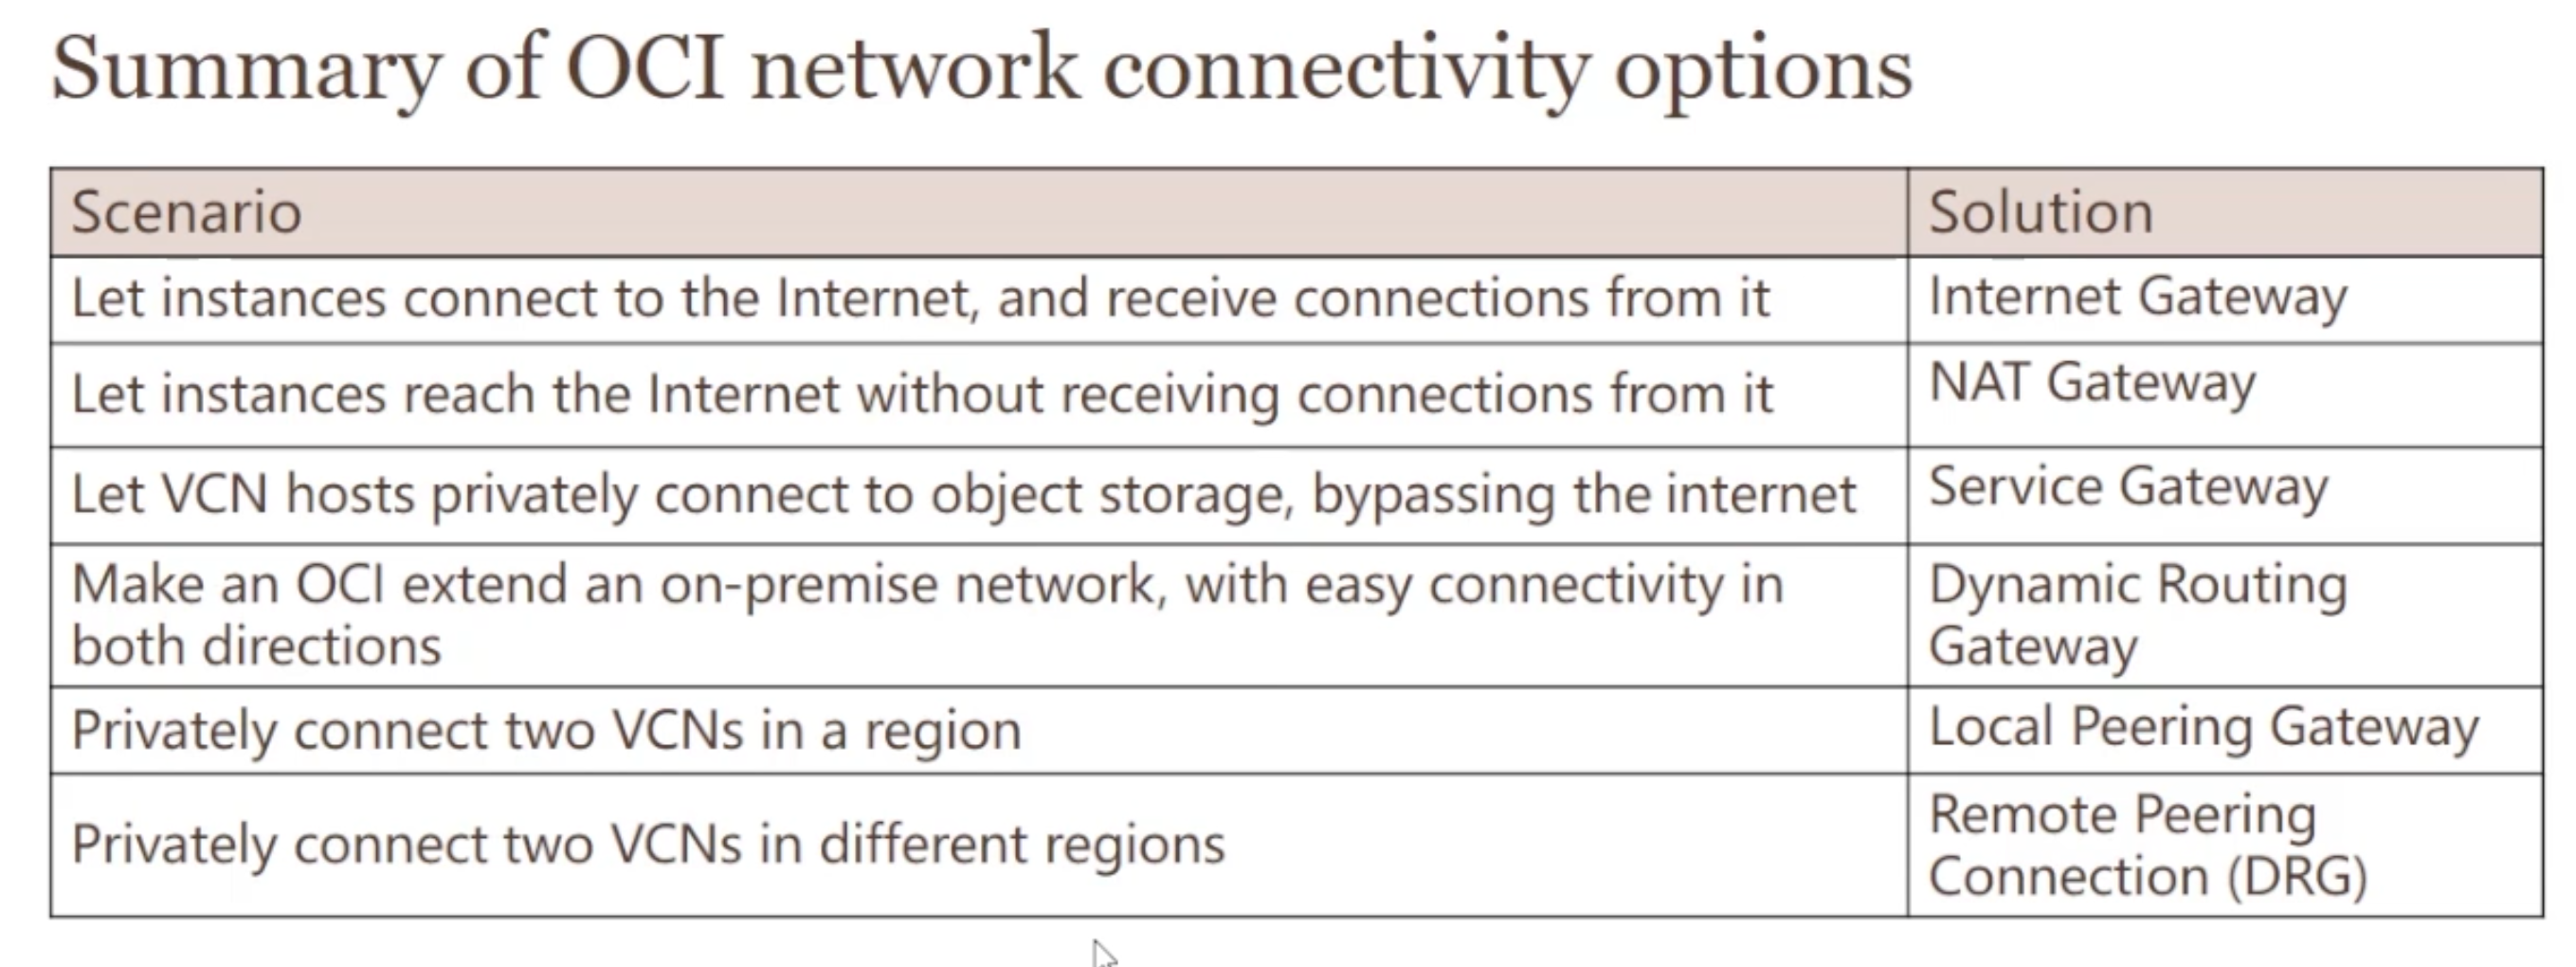 Summary of OCI network connectivity options
Scenario
Solution
Let instances connect to the Internet, and receive connections from it
Internet Gateway
Let instances reach the Internet without receiving connections from it
NAT Gateway
Let VCN hosts privately connect to object storage, bypassing the internet
Service Gateway
Make an OCI extend an on-premise network, with easy connectivity in
both directions
Dynamic Routing
Gateway
Privately connect two VCNs in a region
Local Peering Gateway
Privately connect two VCNs in different regions
Remote Peering
Connection (DRG)